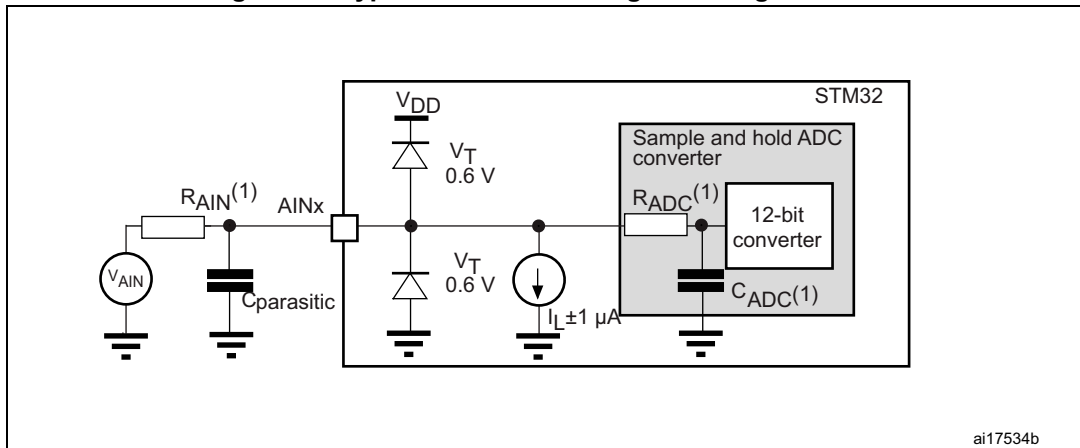 STM32
VDD
Sample and hold ADC
converter
VT
0.6 V
RAIN(1)
AINx
RADC(1)
12-bit
converter
VAIN
Cparasitic
VT
0.6 V
IL±1 µA
CADC(1)
ai17534b